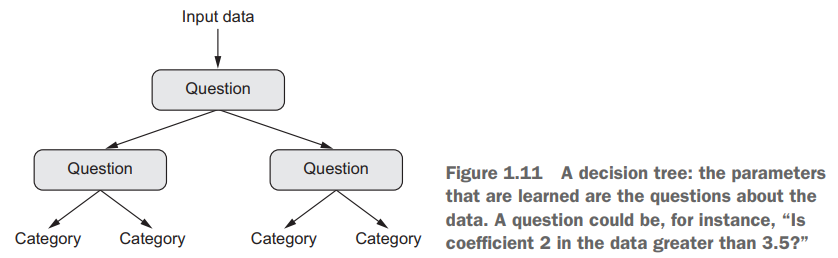 Input data
Question
Question Question
Category Category Category Category
Figure 1.11 A decision tree: the parameters
that are learned are the questions about the
data. A question could be, for instance, “Is
coefficient 2 in the data greater than 3.5?”